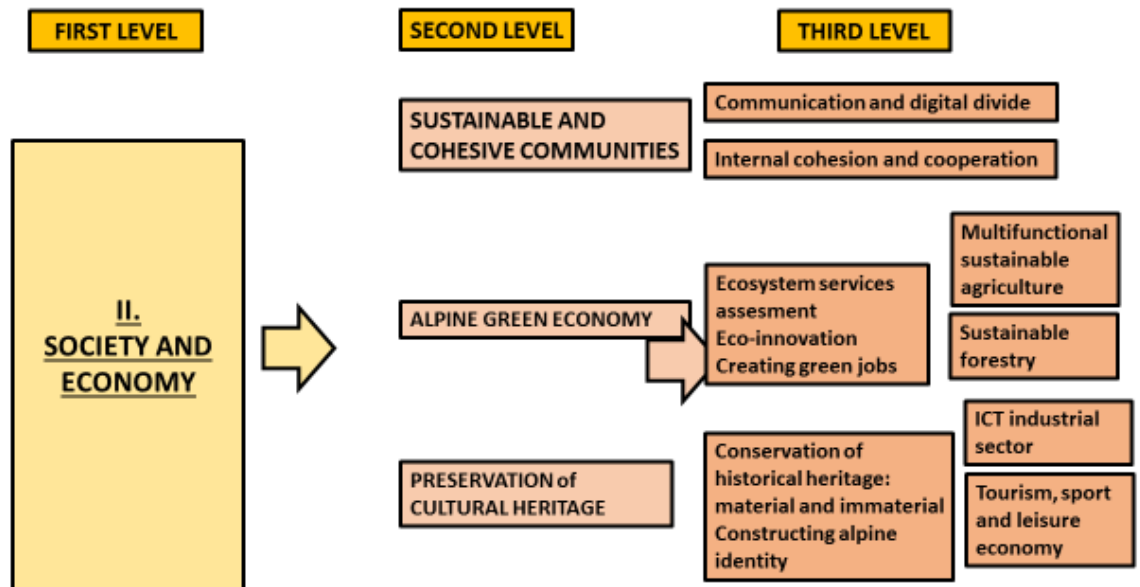 FIRST LEVEL
SECOND LEVEL
THIRD LEVEL
II.
SOCIETY AND
ECONOMY
SUSTAINABLE AND
COHESIVE COMMUNITIES
Communication and digital divide
Internal cohesion and cooperation
ALPINE GREEN ECONOMY
Ecosystem services
assesment
Eco-innovation
Creating green jobs
Multifunctional
sustainable
agriculture
Sustainable
forestry
PRESERVATION of
CULTURAL HERITAGE
Conservation of
historical heritage:
material and immaterial
Constructing alpine
identity
ICT industrial
sector
Tourism, sport
and leisure
economy